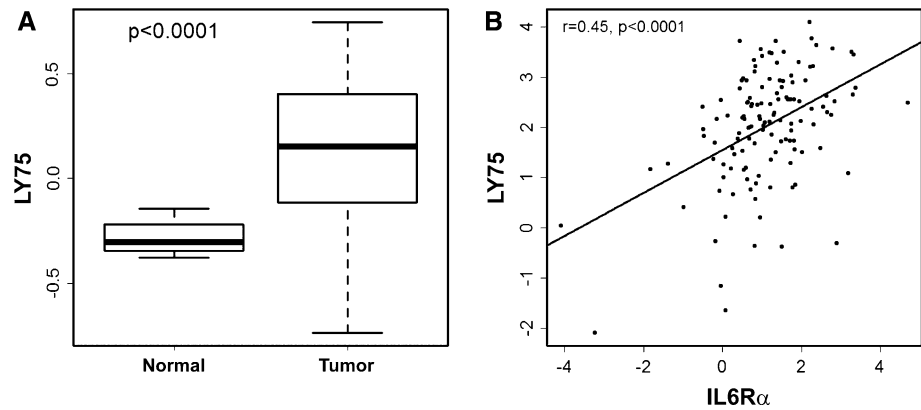 A
p<0.0001
LY75
0.5
0.0
-0.5
Normal Tumor
B
r=0.45, p<0.0001
LY75
4
3
2
1
0
-1
-2
-4 -2 0 2 4
IL6Rα